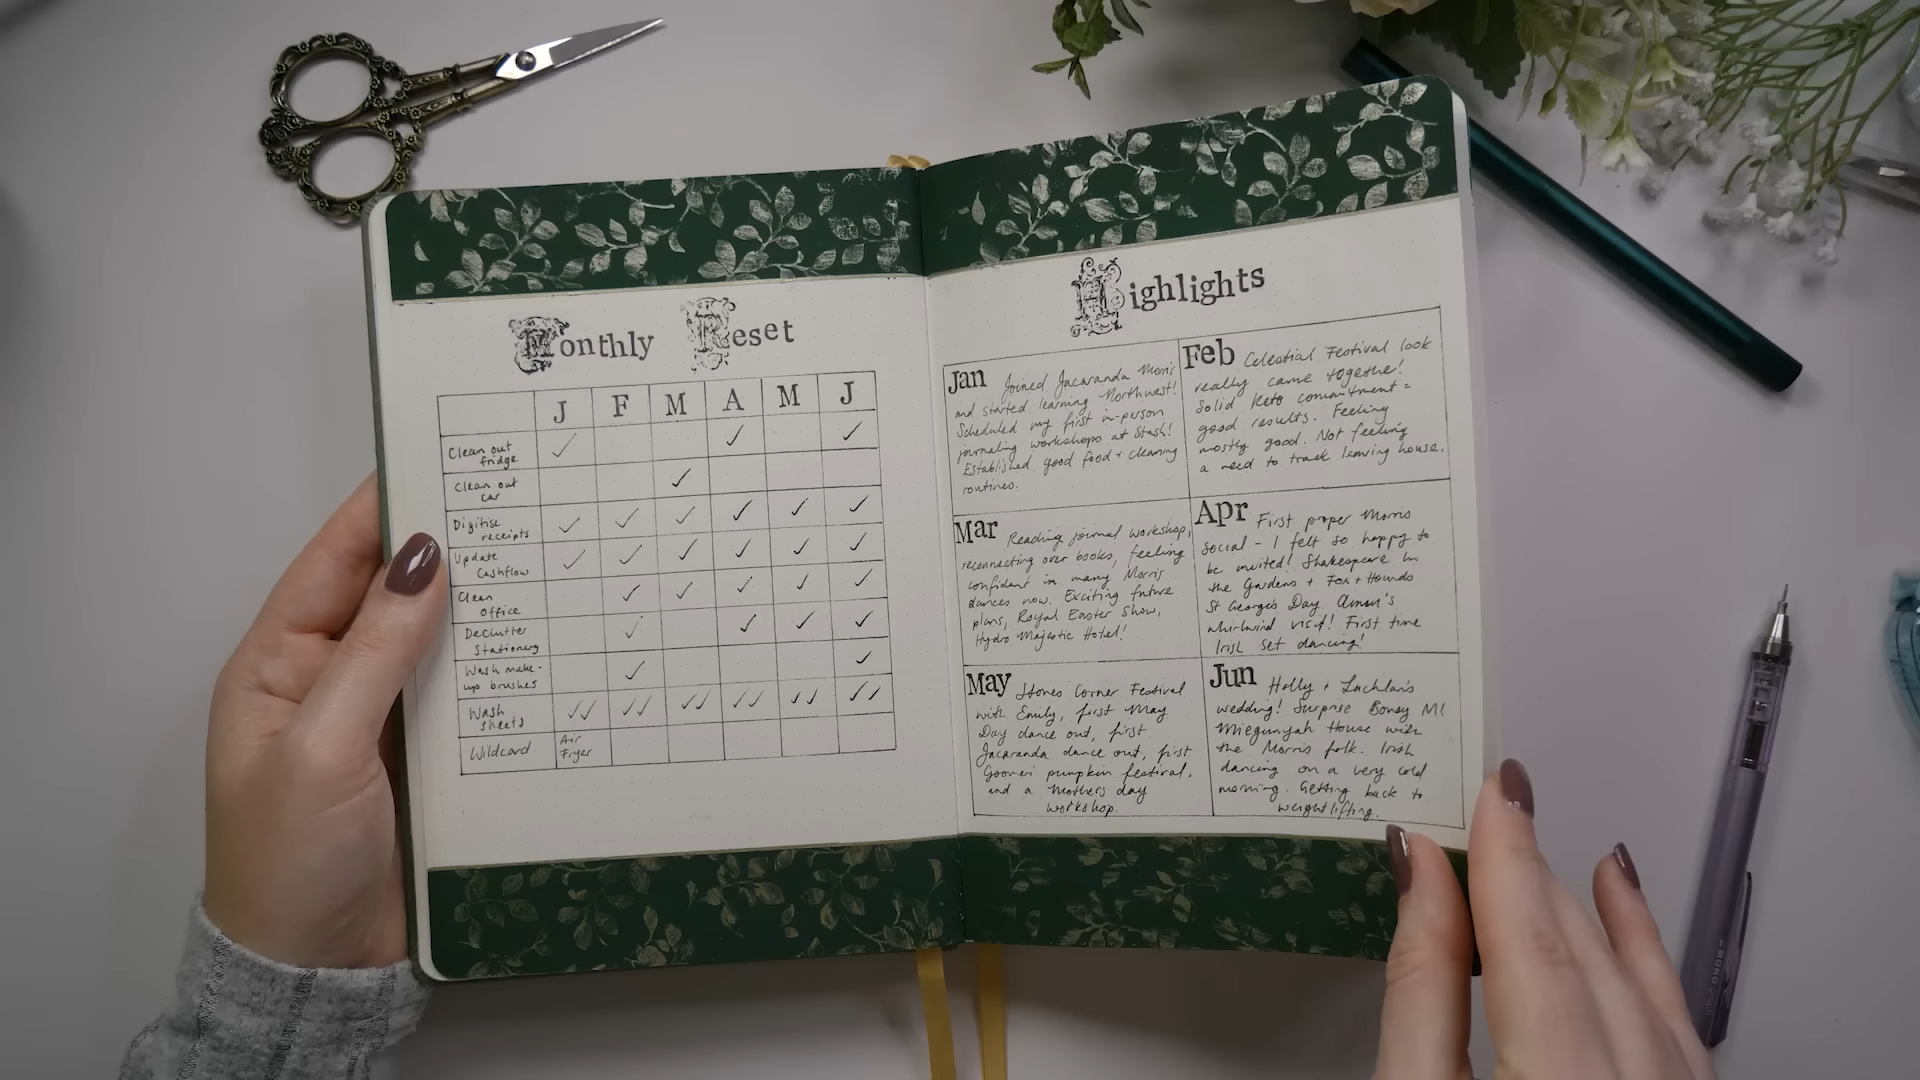 Monthly Reset
J F M A M J
Clean out
fridge
✓ ✓ ✓
Clean out
car
✓
Digitise
receipts
✓ ✓ ✓ ✓ ✓ ✓
Update
Cashflow
✓ ✓ ✓ ✓ ✓ ✓
Clean
office
✓ ✓ ✓ ✓ ✓
Declutter
Stationery
✓ ✓ ✓ ✓
Wash make-
up brushes
✓ ✓
Wash
sheets
✓✓ ✓✓ ✓✓ ✓✓ ✓✓ ✓✓
Wildcard
Air
Fryer
Highlights
Jan Joined Jacaranda Morris
and started learning Northwest!
Scheduled my first in-person
journaling workshops at Stash!
Established good food + cleaning
routines.
Feb Celestial Festival look
really came together!
Solid Keto commitment =
good results. Feeling
mostly good. Not feeling
a need to track leaving house.
Mar Reading journal workshop,
reconnecting over books, feeling
confident in many Morris
dances now. Exciting future
plans, Royal Easter Show,
Hydro Majestic Hotel!
Apr First proper Morris
social - I felt so happy to
be invited! Shakespeare in
the Gardens + Fox + Hounds
St George's Day.
whirlwind visit! First time
Irish set dancing!
May Stones Corner Festival
with Emily, first May
Day dance out, first
Jacaranda dance out, first
Goomeri pumpkin festival,
and a Mothers day
workshop.
Jun Holly + Lachlan's
wedding! Surprise Boney M!
Miegunyah House with
the Morris folk. Irish
dancing on a very cold
morning. Getting back to
weightlifting.
MONO graph